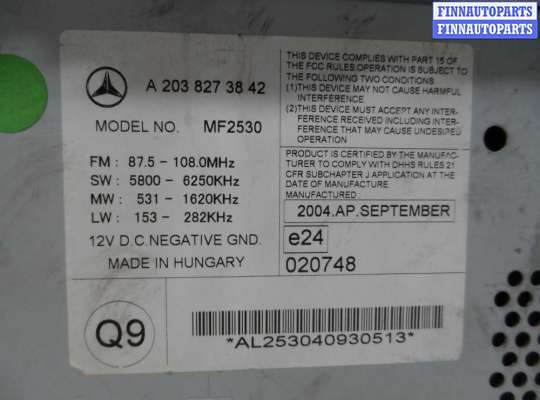 FINNAUTOPARTS
FINNAUTOPARTS
A 203 827 38 42
MODEL NO. MF2530
FM : 87.5 - 108.0MHz
SW : 5800 - 6250KHz
MW : 531 - 1620KHz
LW : 153 - 282KHz
12V D.C.NEGATIVE GND.
MADE IN HUNGARY
THIS DEVICE COMPLIES WITH PART 15 OF
THE FCC RULES.OPERATION IS SUBJECT TO
THE FOLLOWING TWO CONDITIONS:
(1)THIS DEVICE MAY NOT CAUSE HARMFUL
INTERFERENCE
(2)THIS DEVICE MUST ACCEPT ANY INTER-
FERENCE RECEIVED INCLUDING INTER-
FERENCE THAT MAY CAUSE UNDESIRED
OPERATION
PRODUCT IS CERTIFIED BY THE MANUFAC-
TURER TO COMPLY WITH DHHS RULES 21
CFR SUBCHAPTER J APPLICATION AT THE
DATE OF MANUFACTURE
MANUFACTURED :
2004.AP.SEPTEMBER
e24
020748
Q9
*AL253040930513*